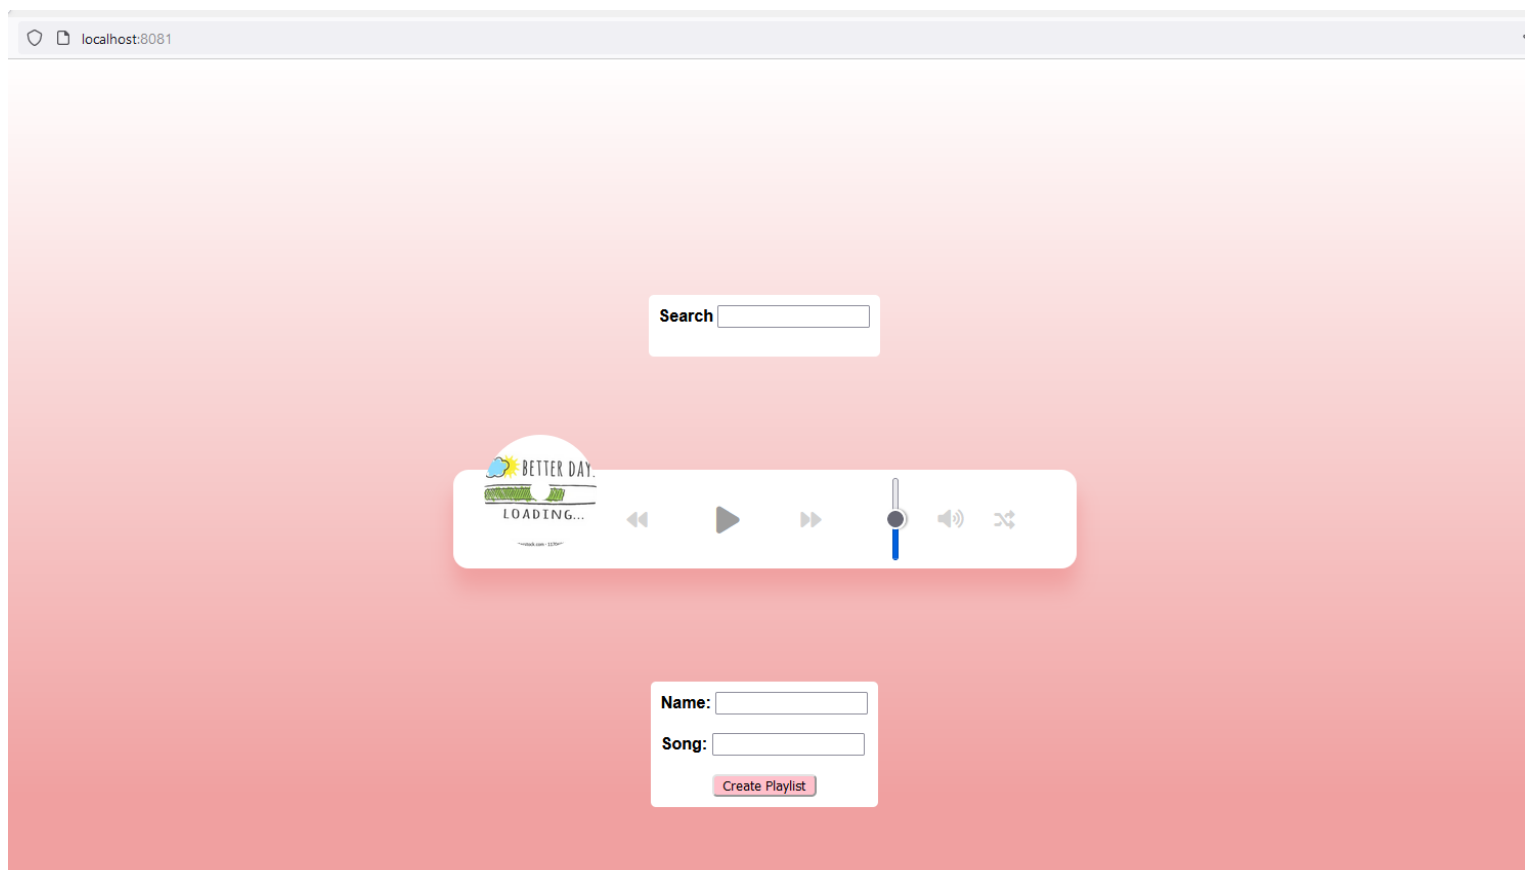 localhost:8081
Search
BETTER DAY.
LOADING...
Name:
Song:
Create Playlist